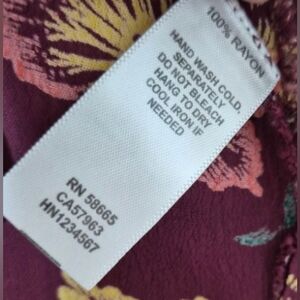 100% RAYON
HAND WASH COLD,
SEPARATELY
DO NOT BLEACH
HANG TO DRY
COOL IRON IF
NEEDED
RN 58665
CA57963
HN1234567